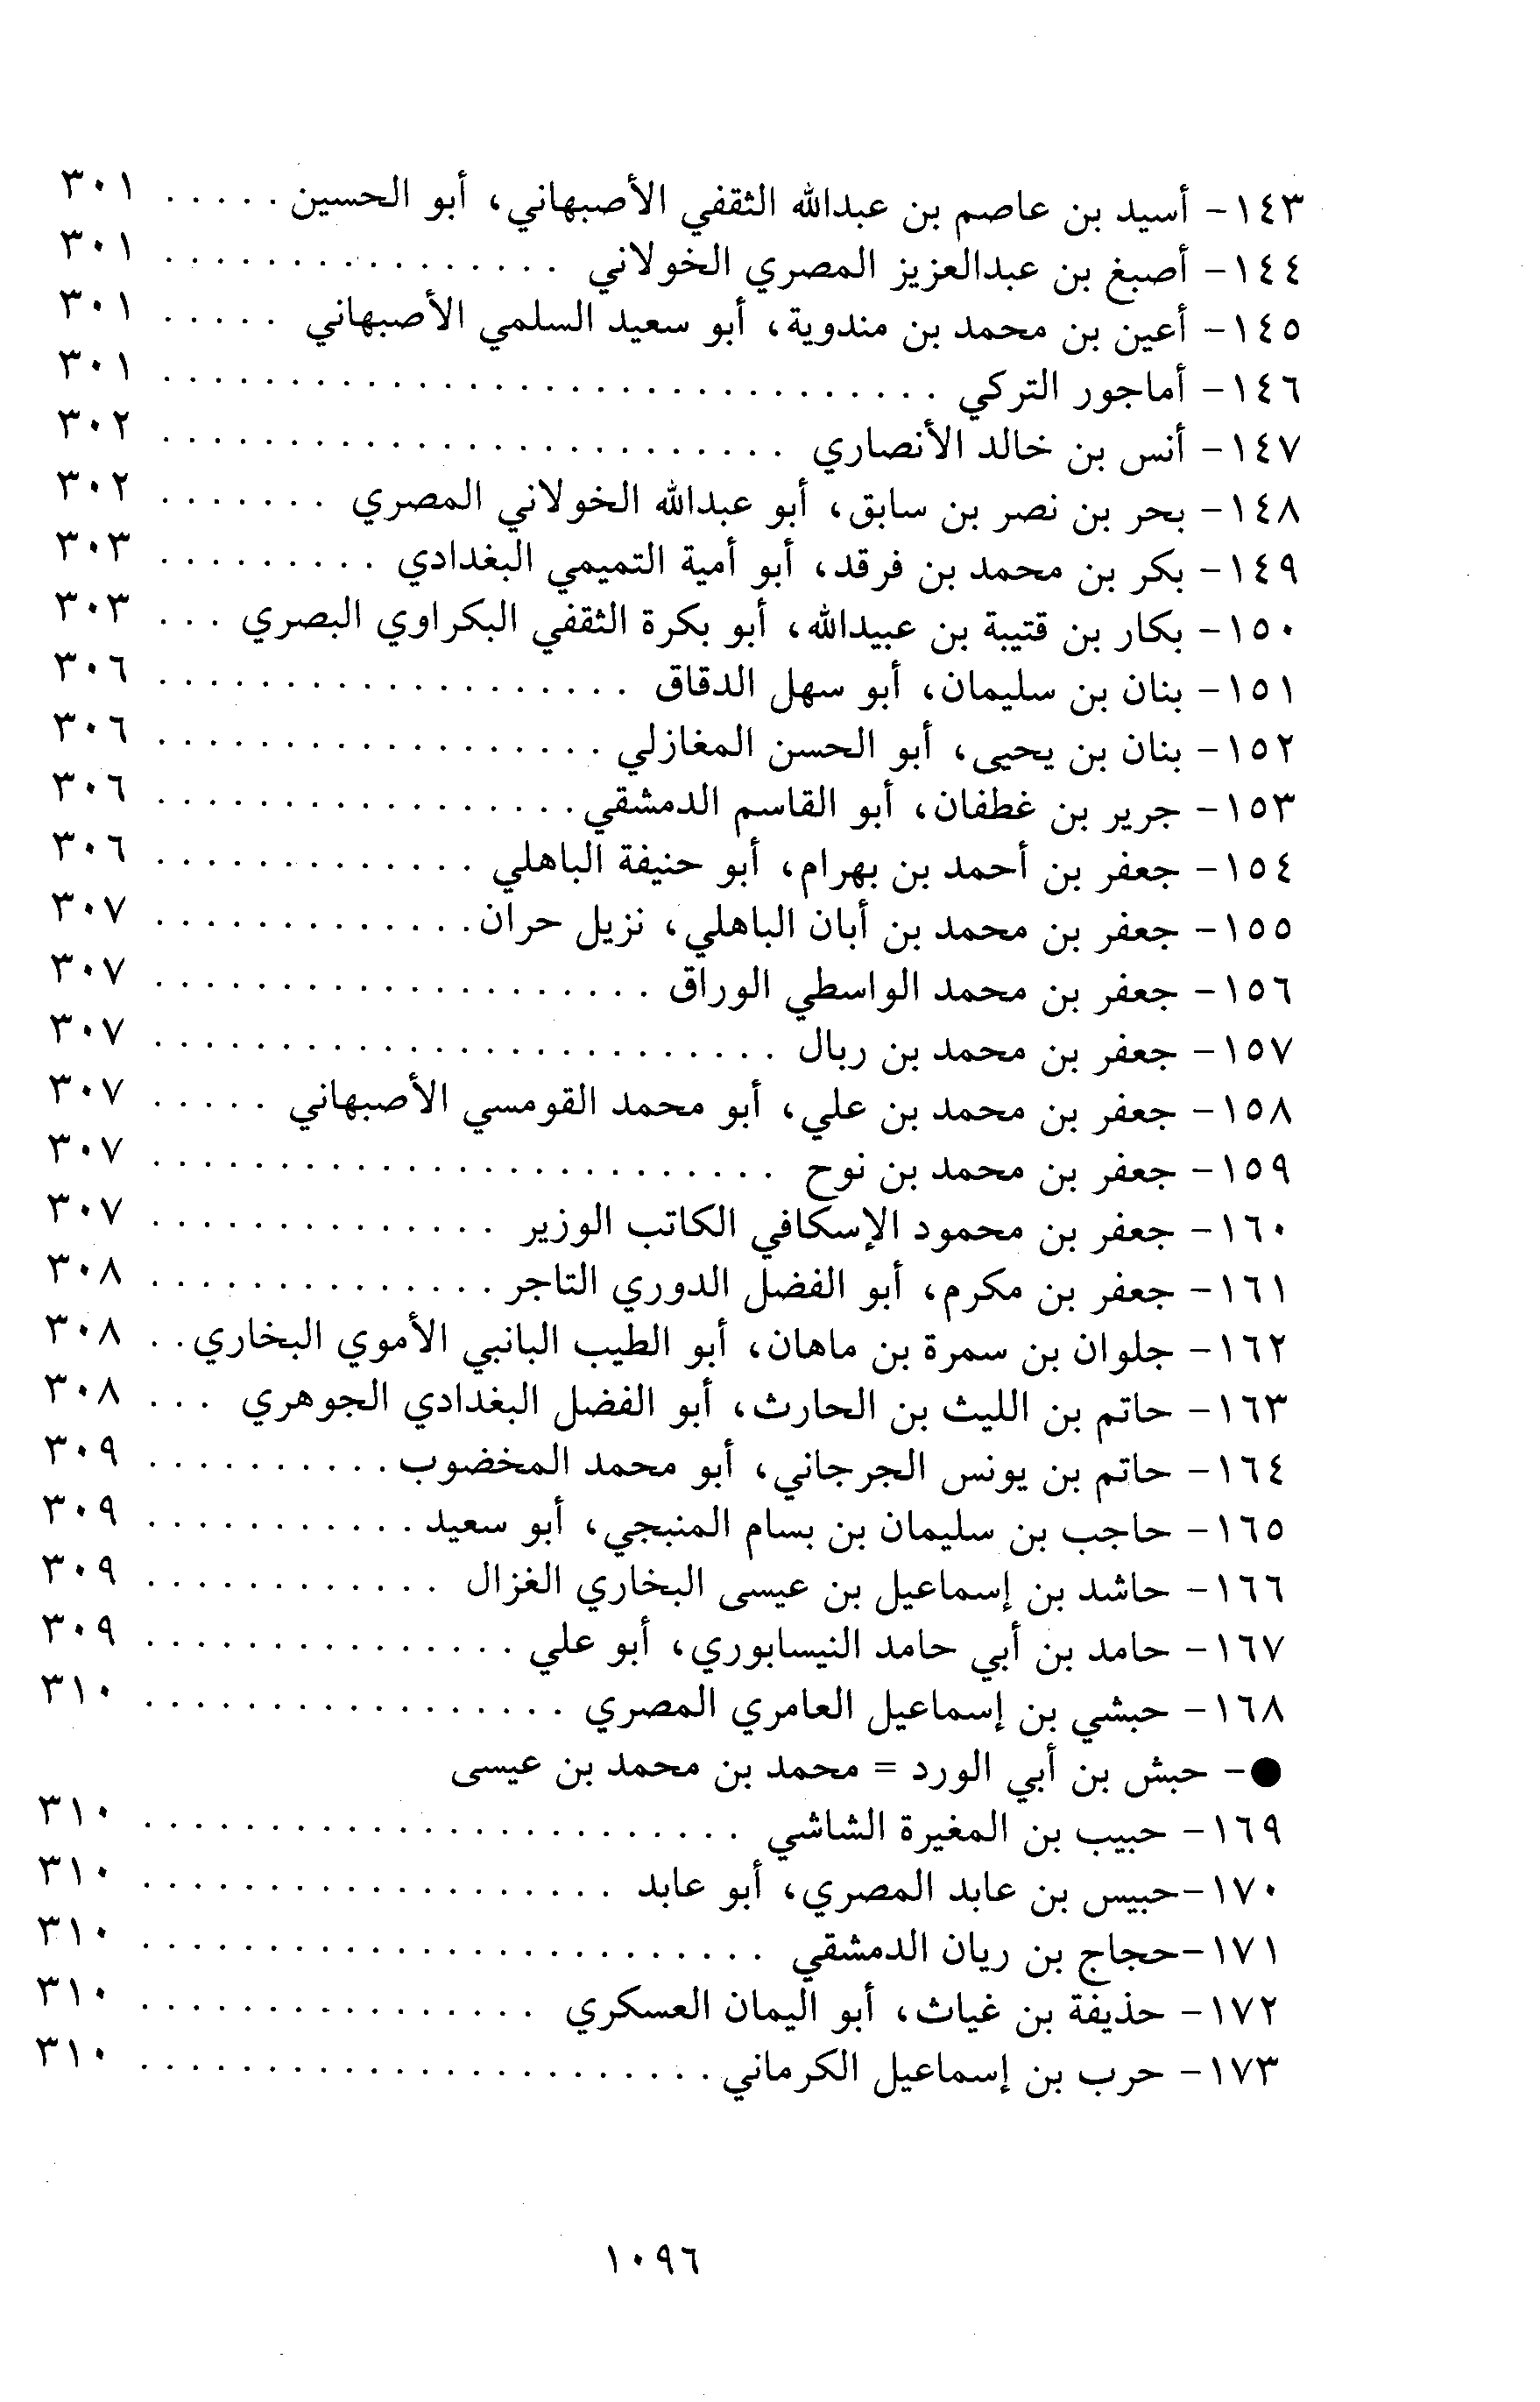 ١٤٣- أسيد بن عاصم بن عبدالله الثقفي الأصبهاني، أبو الحسين ..... ٣٠١
١٤٤- أصبغ بن عبدالعزيز المصري الخولاني ................ ٣٠١
١٤٥- أعين بن محمد بن مندوية، أبو سعيد السلمي الأصبهاني ..... ٣٠١
١٤٦- أماجور التركي ............................... ٣٠١
١٤٧- أنس بن خالد الأنصاري ......................... ٣٠٢
١٤٨- بحر بن نصر بن سابق، أبو عبدالله الخولاني المصري ....... ٣٠٢
١٤٩- بكر بن محمد بن فرقد، أبو أمية التميمي البغدادي ......... ٣٠٣
١٥٠- بكار بن قتيبة بن عبيدالله، أبو بكرة الثقفي البكراوي البصري ... ٣٠٣
١٥١- بنان بن سليمان، أبو سهل الدقاق ................... ٣٠٦
١٥٢- بنان بن يحيى، أبو الحسن المغازلي .................. ٣٠٦
١٥٣- جرير بن غطفان، أبو القاسم الدمشقي ................. ٣٠٦
١٥٤- جعفر بن أحمد بن بهرام، أبو حنيفة الباهلي ............. ٣٠٦
١٥٥- جعفر بن محمد بن أبان الباهلي، نزيل حران ............. ٣٠٧
١٥٦- جعفر بن محمد الواسطي الوراق .................... ٣٠٧
١٥٧- جعفر بن محمد بن ربال ......................... ٣٠٧
١٥٨- جعفر بن محمد بن علي، أبو محمد القومسي الأصبهاني ..... ٣٠٧
١٥٩- جعفر بن محمد بن نوح ......................... ٣٠٧
١٦٠- جعفر بن محمود الإسكافي الكاتب الوزير .............. ٣٠٧
١٦١- جعفر بن مكرم، أبو الفضل الدوري التاجر .............. ٣٠٨
١٦٢- جلوان بن سمرة بن ماهان، أبو الطيب البانبي الأموي البخاري .. ٣٠٨
١٦٣- حاتم بن الليث بن الحارث، أبو الفضل البغدادي الجوهري ... ٣٠٨
١٦٤- حاتم بن يونس الجرجاني، أبو محمد المخضوب .......... ٣٠٩
١٦٥- حاجب بن سليمان بن بسام المنبجي، أبو سعيد ........... ٣٠٩
١٦٦- حاشد بن إسماعيل بن عيسى البخاري الغزال ............ ٣٠٩
١٦٧- حامد بن أبي حامد النيسابوري، أبو علي ............... ٣٠٩
١٦٨- حبشي بن إسماعيل العامري المصري ................. ٣١٠
●- حبش بن أبي الورد = محمد بن محمد بن عيسى
١٦٩- حبيب بن المغيرة الشاشي ........................ ٣١٠
١٧٠-حبيس بن عابد المصري، أبو عابد ................... ٣١٠
١٧١-حجاج بن ريان الدمشقي ......................... ٣١٠
١٧٢- حذيفة بن غياث، أبو اليمان العسكري ................ ٣١٠
١٧٣- حرب بن إسماعيل الكرماني ....................... ٣١٠
١٠٩٦